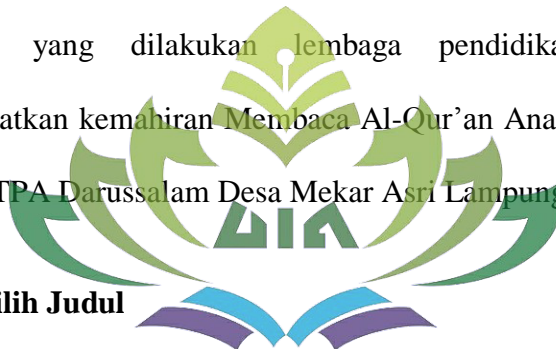 yang dilakukan lembaga pendidika
atkan kemahiran Membaca Al-Qur’an Ana
TPA Darussalam Desa Mekar Asri Lampung
UIN
ilih Judul